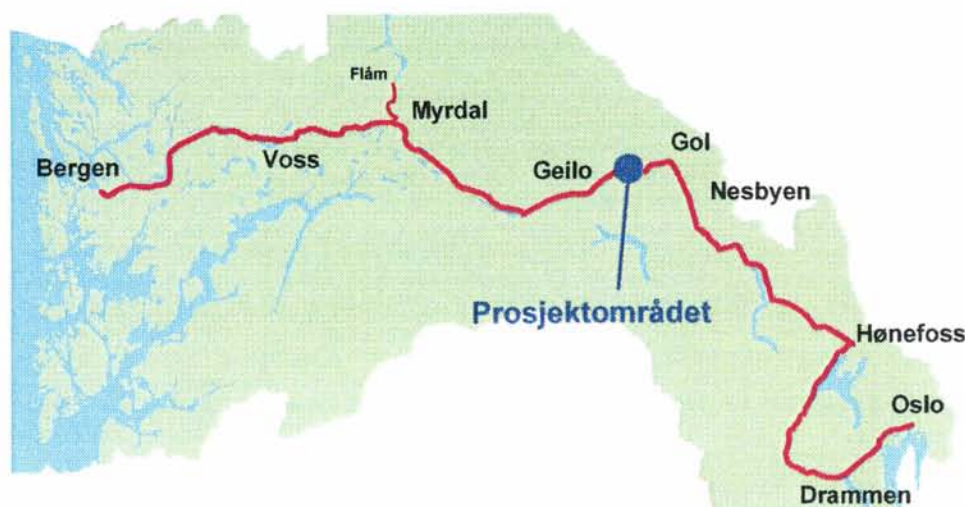 Flåm
Myrdal
Gol
Bergen
Voss
Geilo
Nesbyen
Prosjektområdet
Hønefoss
Oslo
Drammen